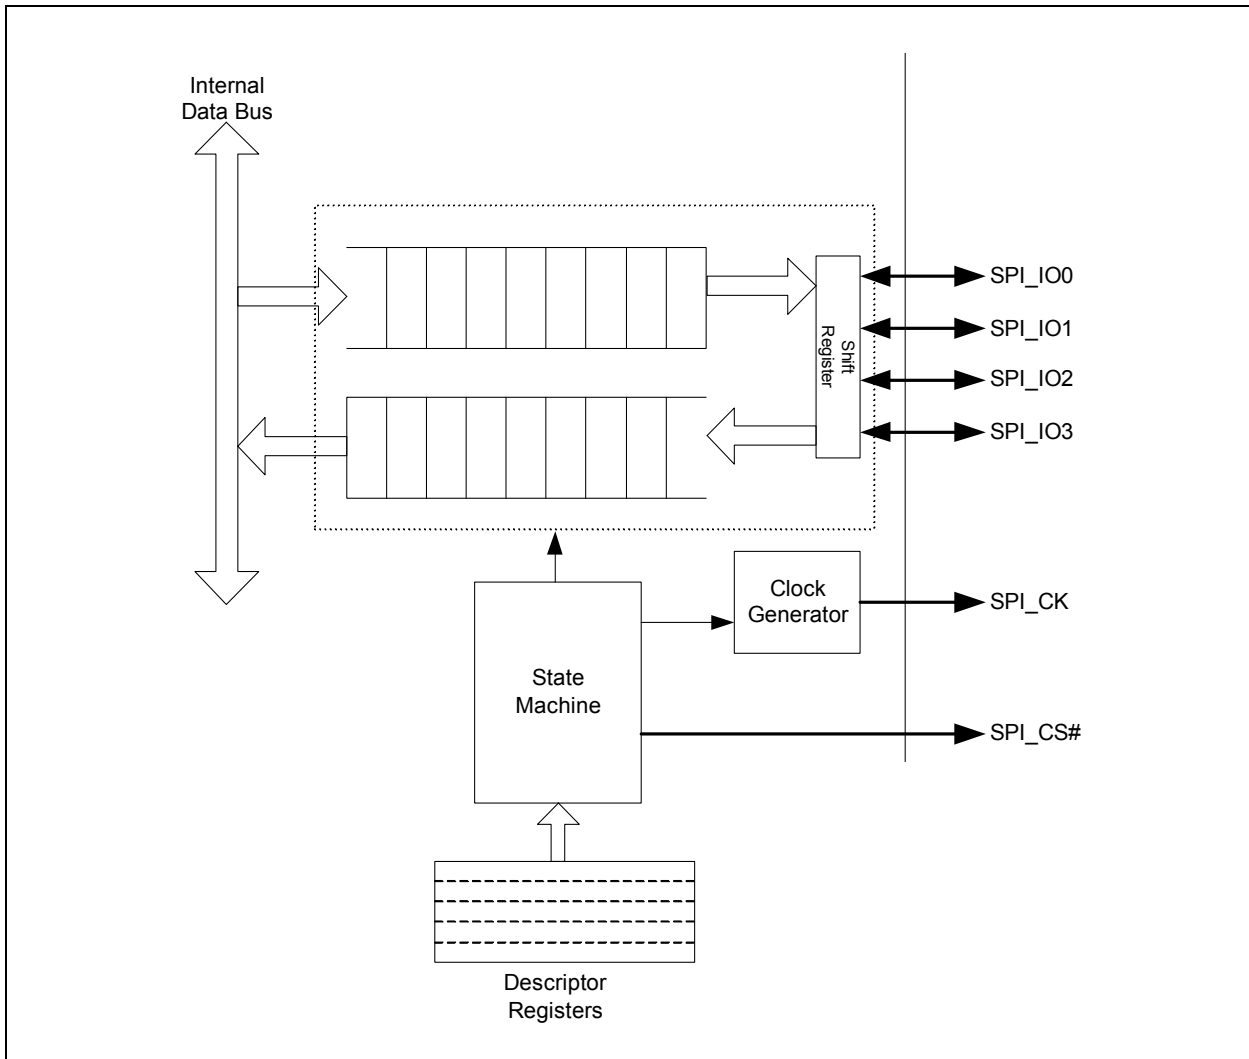 Internal
Data Bus
SPI_IO0
SPI_IO1
Shift
Register
SPI_IO2
SPI_IO3
Clock
Generator
SPI_CK
State
Machine
SPI_CS#
Descriptor
Registers